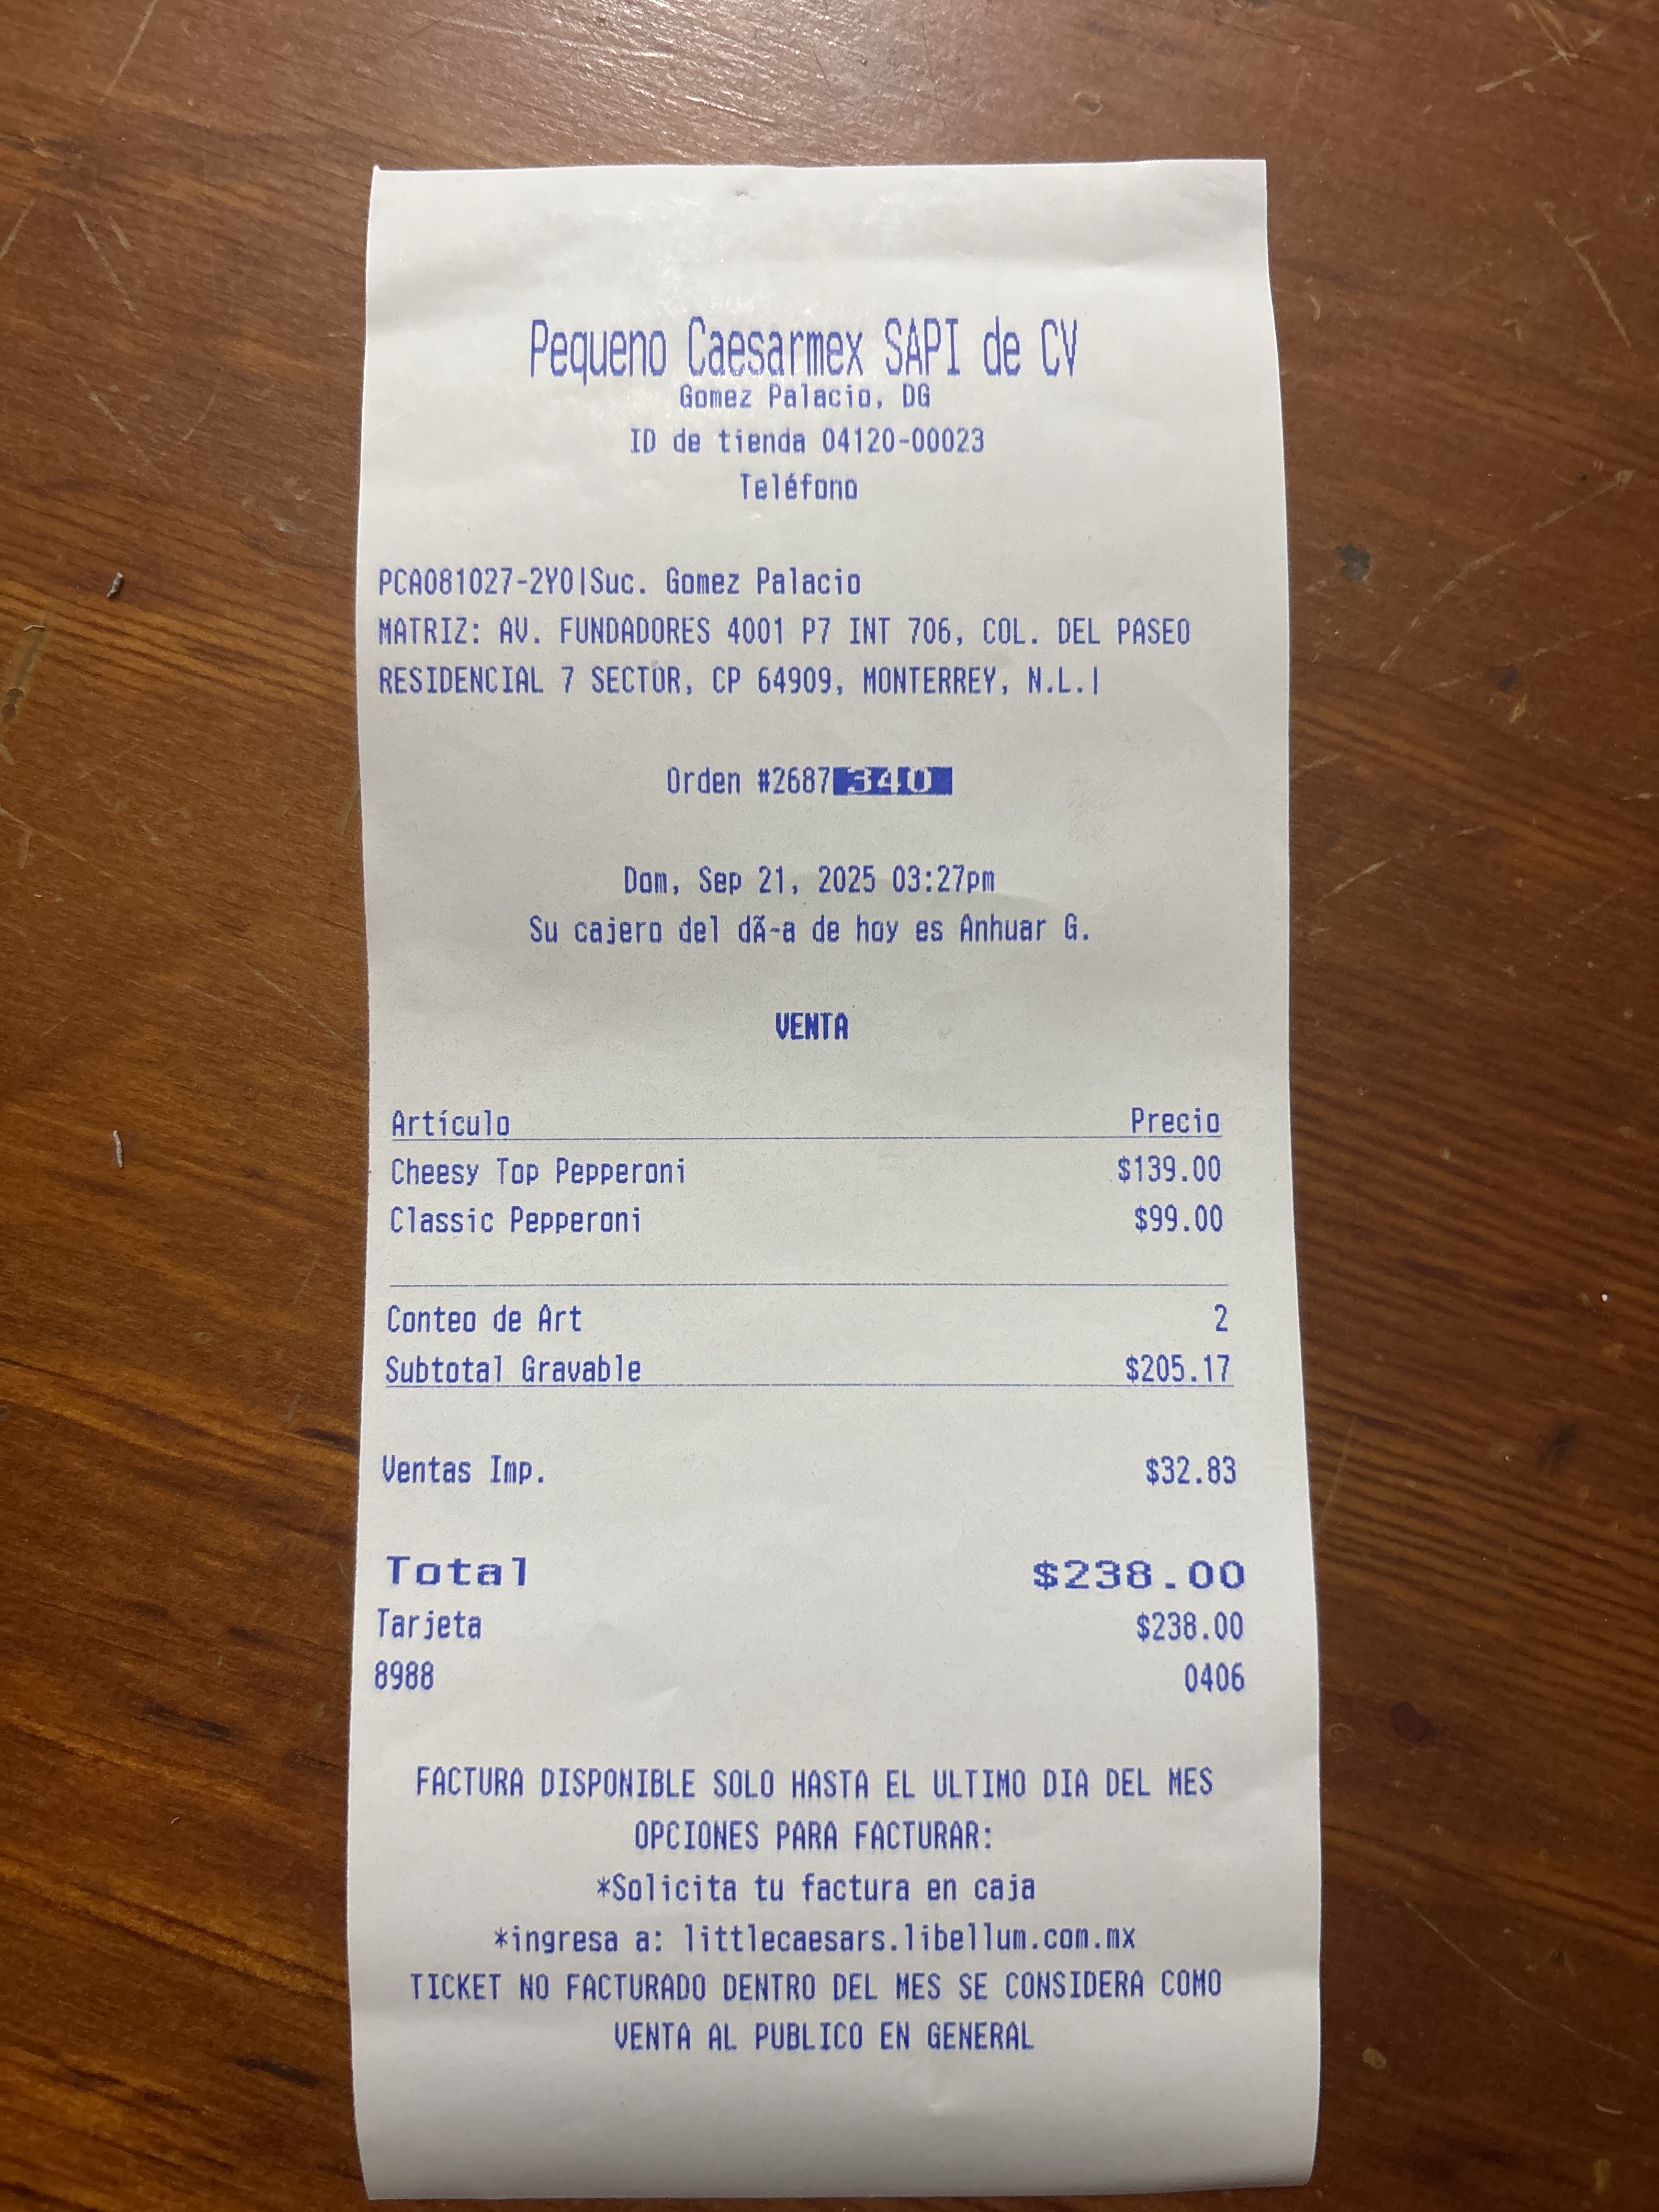 Pequeno Caesarmex SAPI de CV
Gomez Palacio, DG
ID de tienda 04120-00023
Teléfono
PCA081027-2Y0|Suc. Gomez Palacio
MATRIZ: AV. FUNDADORES 4001 P7 INT 706, COL. DEL PASEO
RESIDENCIAL 7 SECTOR, CP 64909, MONTERREY, N.L.|
Orden #2687 340
Dom, Sep 21, 2025 03:27pm
Su cajero del dÃ-a de hoy es Anhuar G.
VENTA
Artículo Precio
Cheesy Top Pepperoni $139.00
Classic Pepperoni $99.00
Conteo de Art 2
Subtotal Gravable $205.17
Ventas Imp. $32.83
Total $238.00
Tarjeta $238.00
8988 0406
FACTURA DISPONIBLE SOLO HASTA EL ULTIMO DIA DEL MES
OPCIONES PARA FACTURAR:
*Solicita tu factura en caja
*ingresa a: littlecaesars.libellum.com.mx
TICKET NO FACTURADO DENTRO DEL MES SE CONSIDERA COMO
VENTA AL PUBLICO EN GENERAL